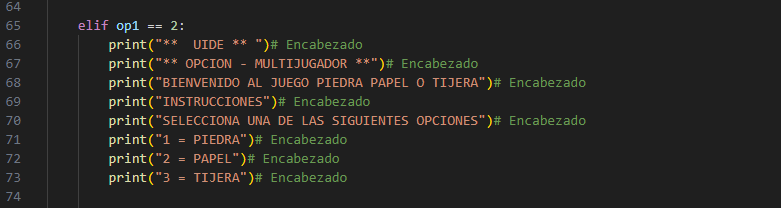 64
65 elif op1 == 2:
66 print("**  UIDE ** ")# Encabezado
67 print("** OPCION - MULTIJUGADOR **")# Encabezado
68 print("BIENVENIDO AL JUEGO PIEDRA PAPEL O TIJERA")# Encabezado
69 print("INSTRUCCIONES")# Encabezado
70 print("SELECCIONA UNA DE LAS SIGUIENTES OPCIONES")# Encabezado
71 print("1 = PIEDRA")# Encabezado
72 print("2 = PAPEL")# Encabezado
73 print("3 = TIJERA")# Encabezado
74